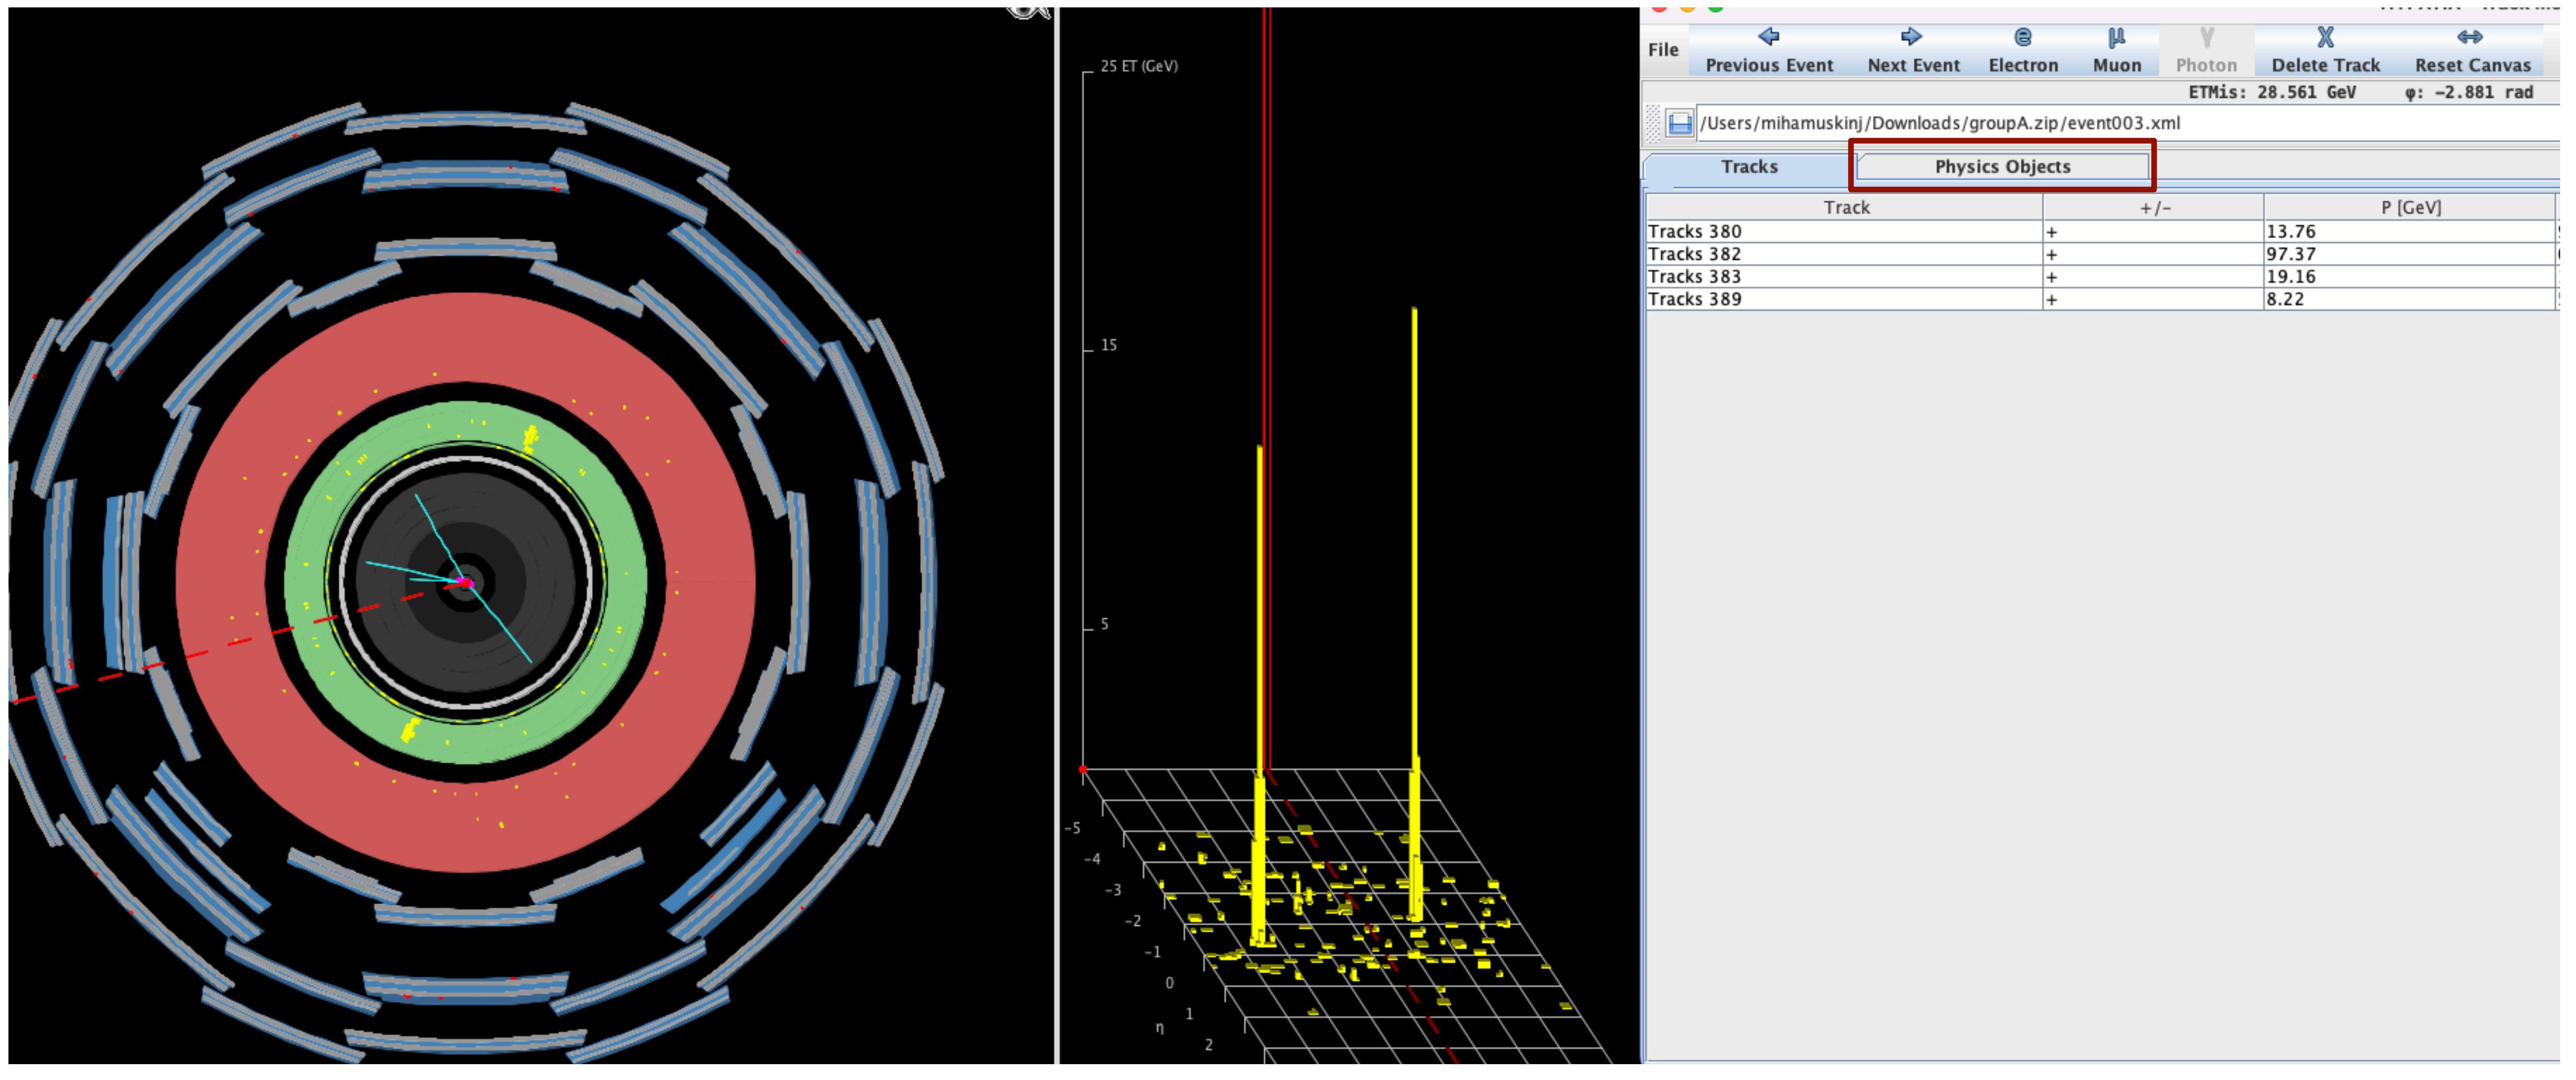 25 ET (GeV)
15
5
-5
-4
-3
-2
-1
0
1
2
η
File
Previous Event
Next Event
e
Electron
μ
Muon
γ
Photon
X
Delete Track
Reset Canvas
ETMis: 28.561 GeV φ: −2.881 rad
/Users/mihamuskinj/Downloads/groupA.zip/event003.xml
Tracks Physics Objects
Track +/- P [GeV]
Tracks 380 + 13.76
Tracks 382 + 97.37
Tracks 383 + 19.16
Tracks 389 + 8.22